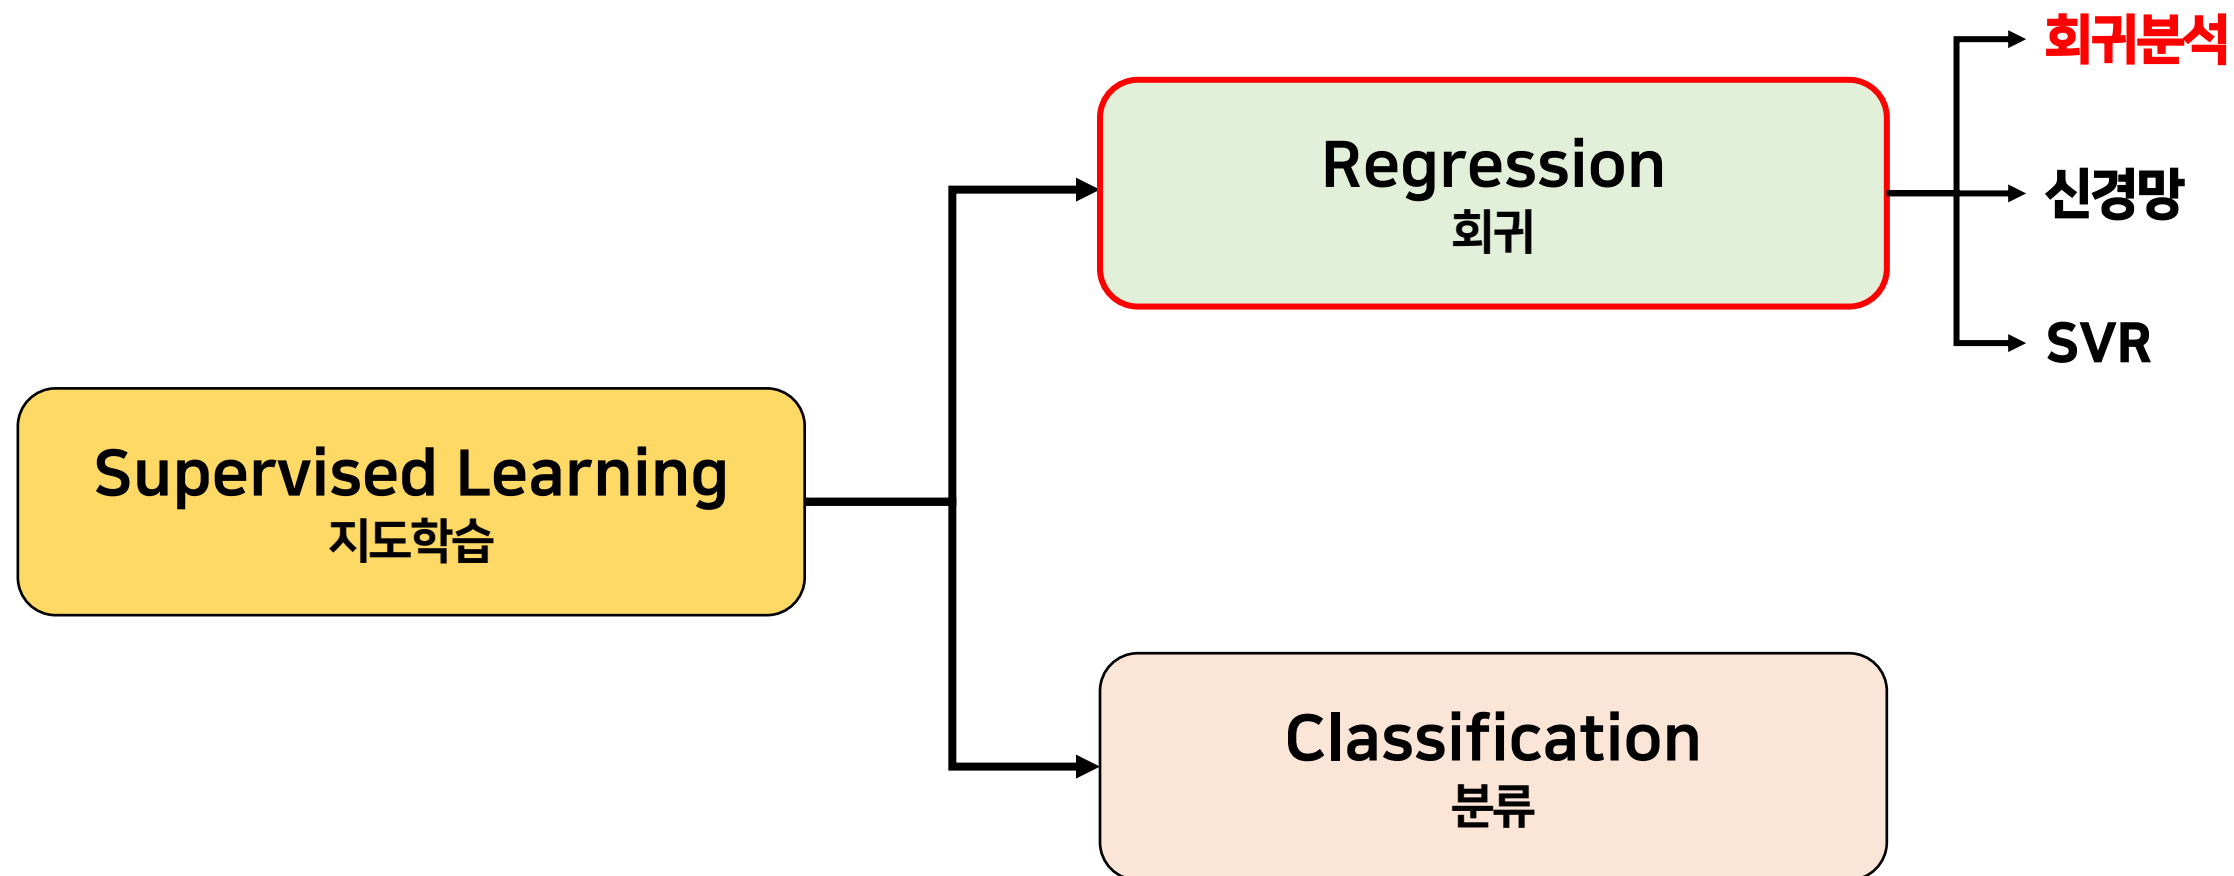 회귀분석
Regression
회귀
신경망
SVR
Supervised Learning
지도학습
Classification
분류